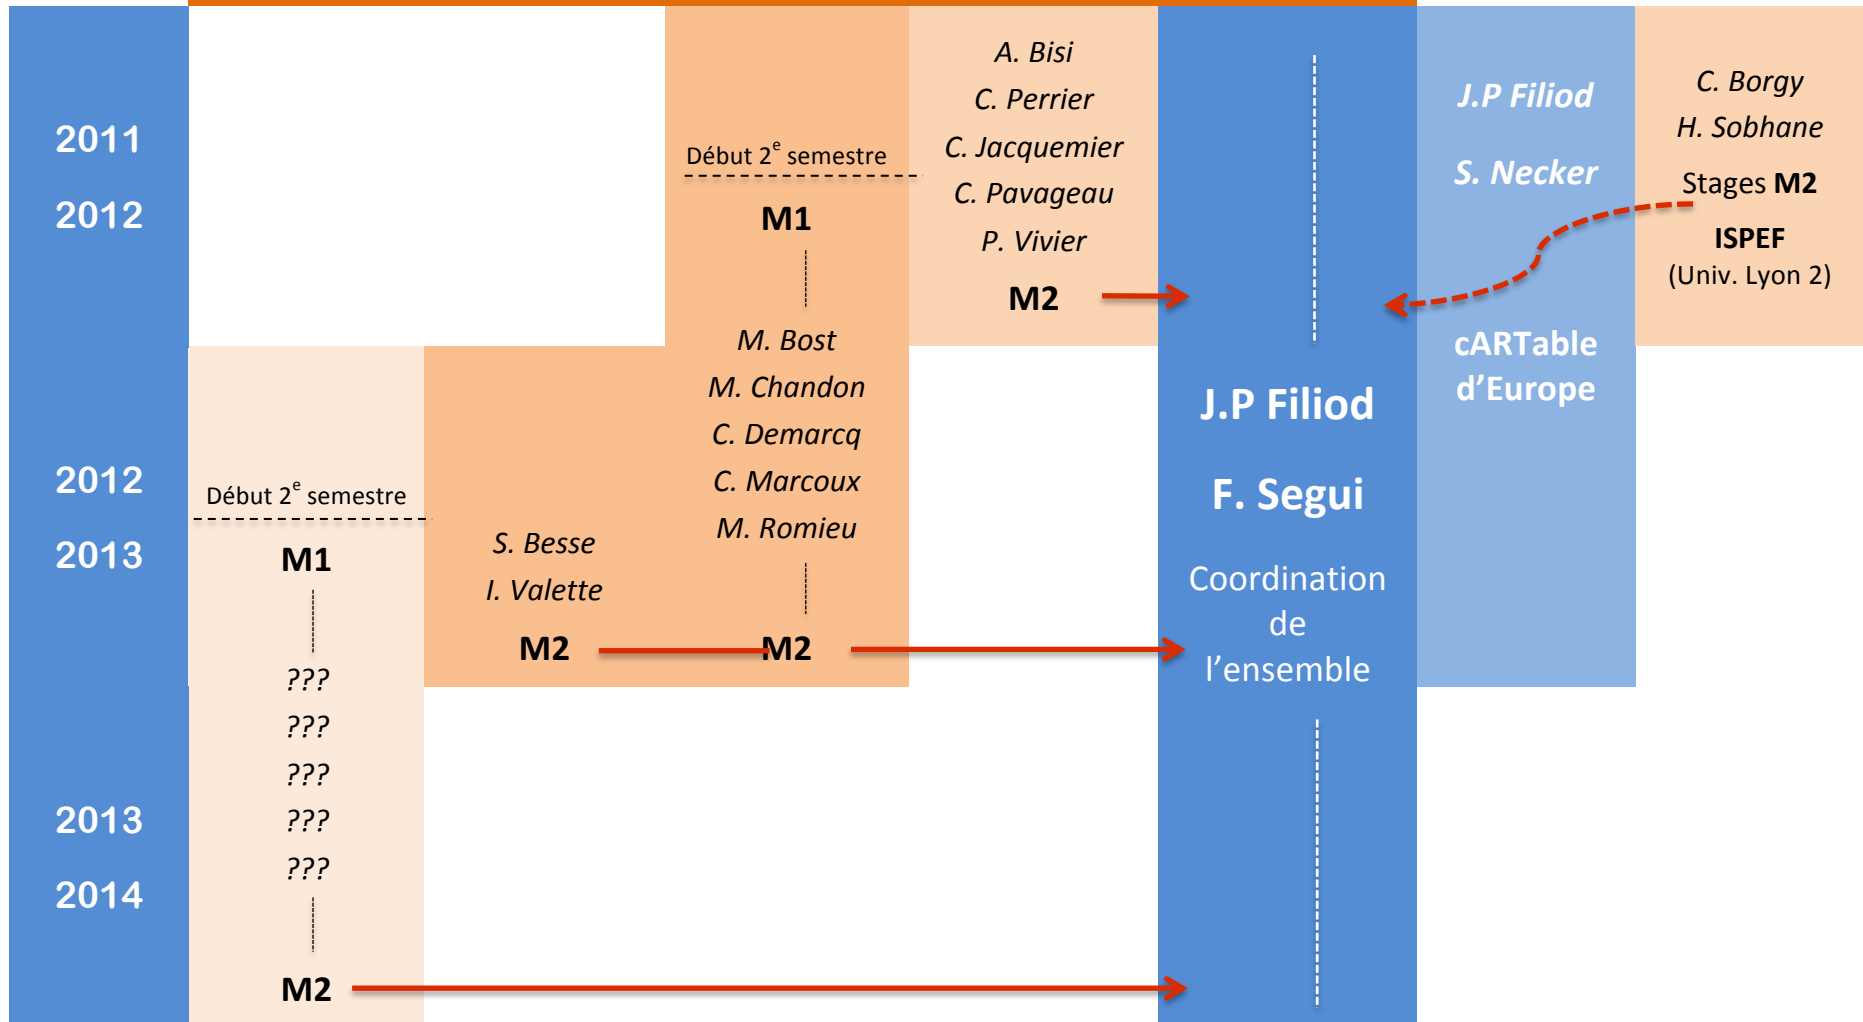 2011
2012
2012
2013
2013
2014
Début 2e semestre
M1
???
???
???
???
???
M2
S. Besse
I. Valette
M2
Début 2e semestre
M1
M. Bost
M. Chandon
C. Demarcq
C. Marcoux
M. Romieu
M2
A. Bisi
C. Perrier
C. Jacquemier
C. Pavageau
P. Vivier
M2
J.P Filiod
F. Segui
Coordination
de
l’ensemble
J.P Filiod
S. Necker
cARTable
d’Europe
C. Borgy
H. Sobhane
Stages M2
ISPEF
(Univ. Lyon 2)